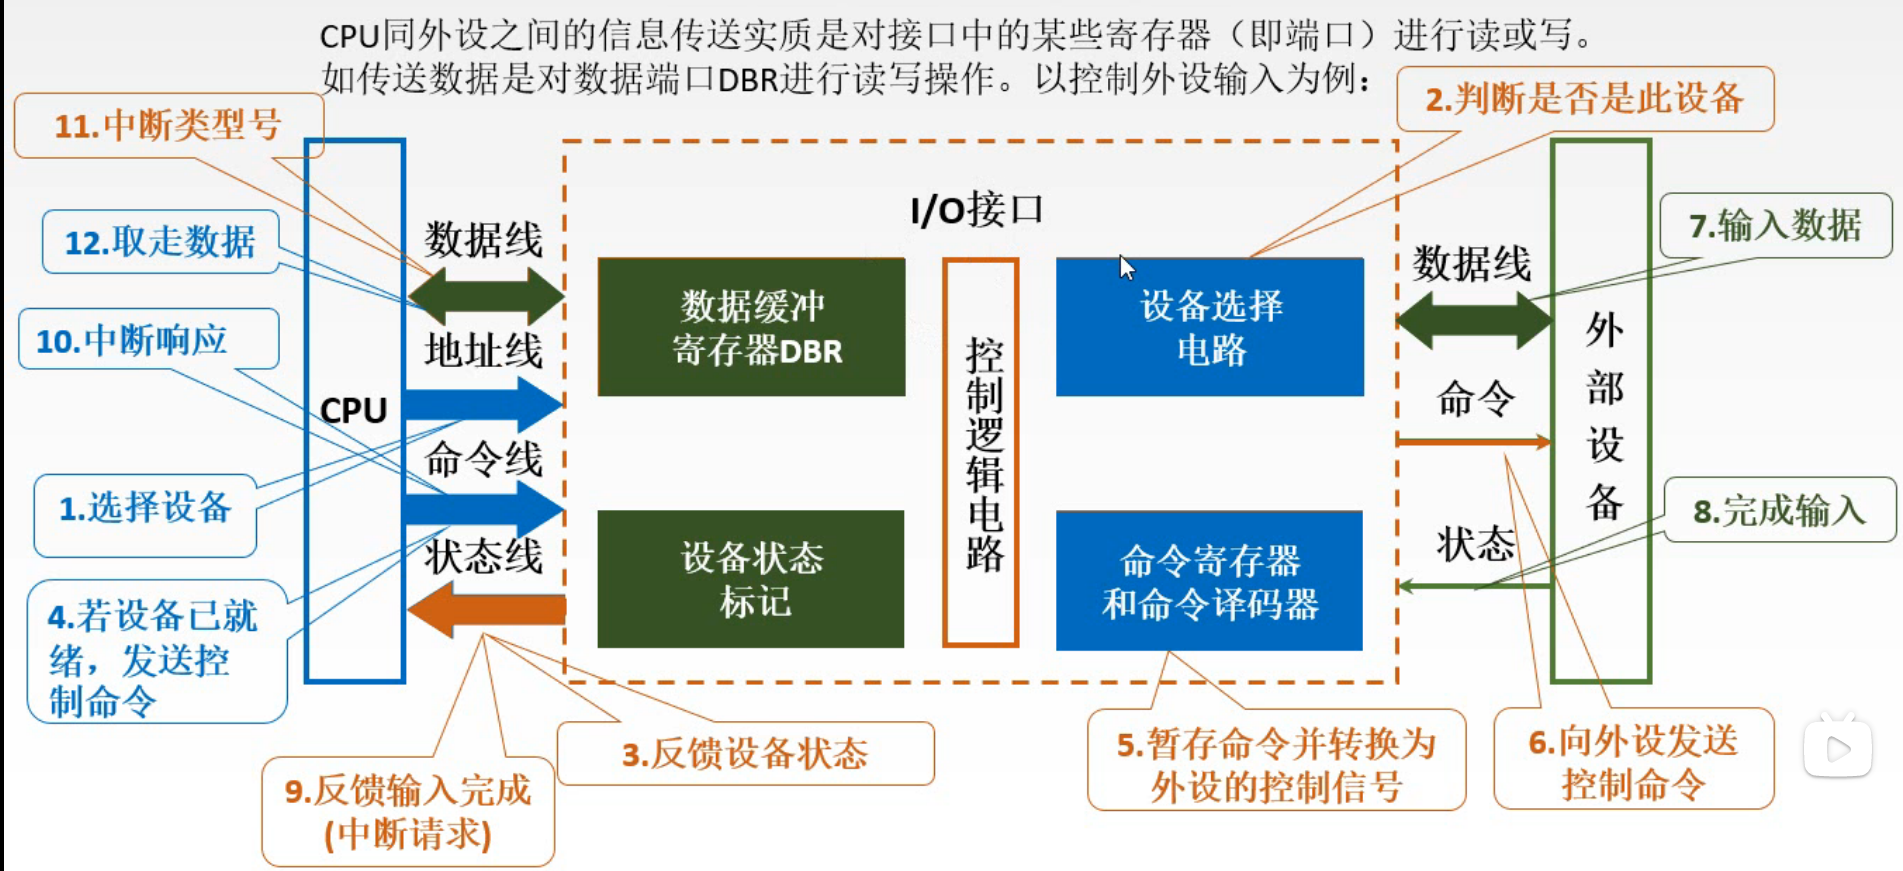 CPU同外设之间的信息传送实质是对接口中的某些寄存器（即端口）进行读或写。
如传送数据是对数据端口DBR进行读写操作。以控制外设输入为例：
2.判断是否是此设备
11.中断类型号
I/O接口
7.输入数据
12.取走数据
数据线
数据线
数据缓冲
寄存器DBR
设备选择
电路
10.中断响应
地址线
控制逻辑电路
外部设备
CPU
命令
命令线
1.选择设备
8.完成输入
状态线
状态
设备状态
标记
命令寄存器
和命令译码器
4.若设备已就
绪，发送控
制命令
3.反馈设备状态
5.暂存命令并转换为
外设的控制信号
6.向外设发送
控制命令
9.反馈输入完成
(中断请求)